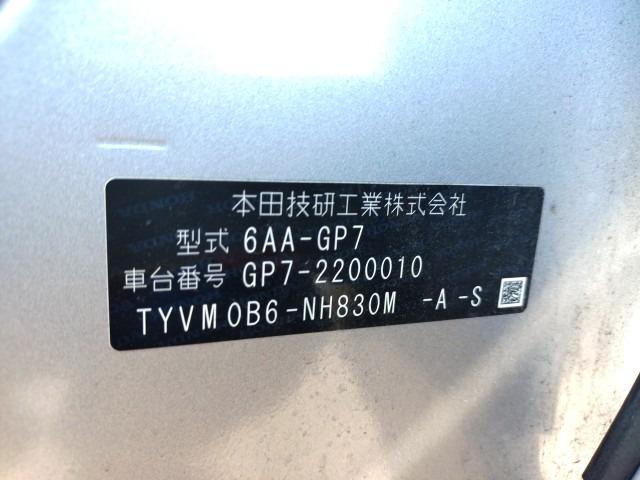 本田技研工業株式会社
型式 6AA-GP7
車台番号 GP7-2200010
TYVM0B6-NH830M -A-S